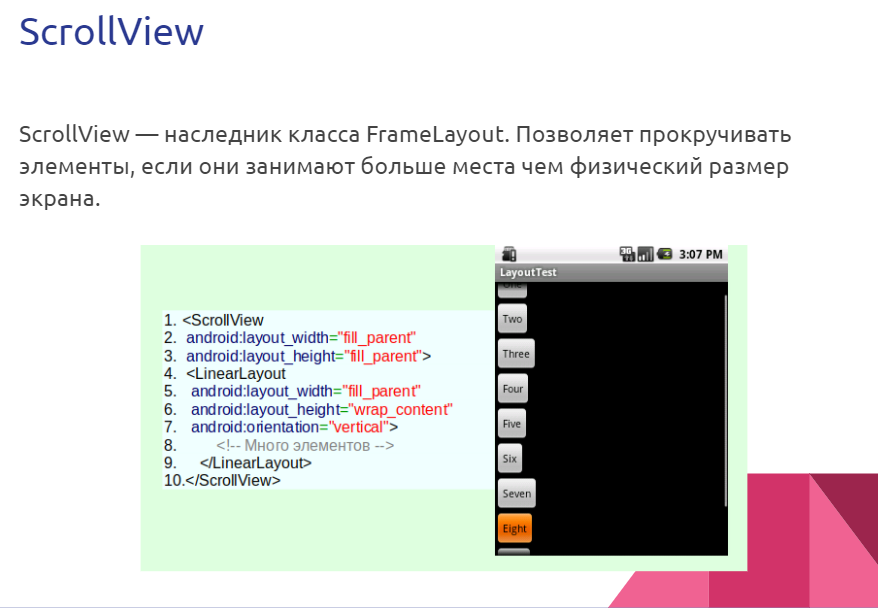 ScrollView
ScrollView — наследник класса FrameLayout. Позволяет прокручивать
элементы, если они занимают больше места чем физический размер
экрана.
1. <ScrollView
2. android:layout_width="fill_parent"
3. android:layout_height="fill_parent">
4. <LinearLayout
5. android:layout_width="fill_parent"
6. android:layout_height="wrap_content"
7. android:orientation="vertical">
8. <!-- Много элементов -->
9. </LinearLayout>
10.</ScrollView>
3G
3:07 PM
LayoutTest
One
Two
Three
Four
Five
Six
Seven
Eight